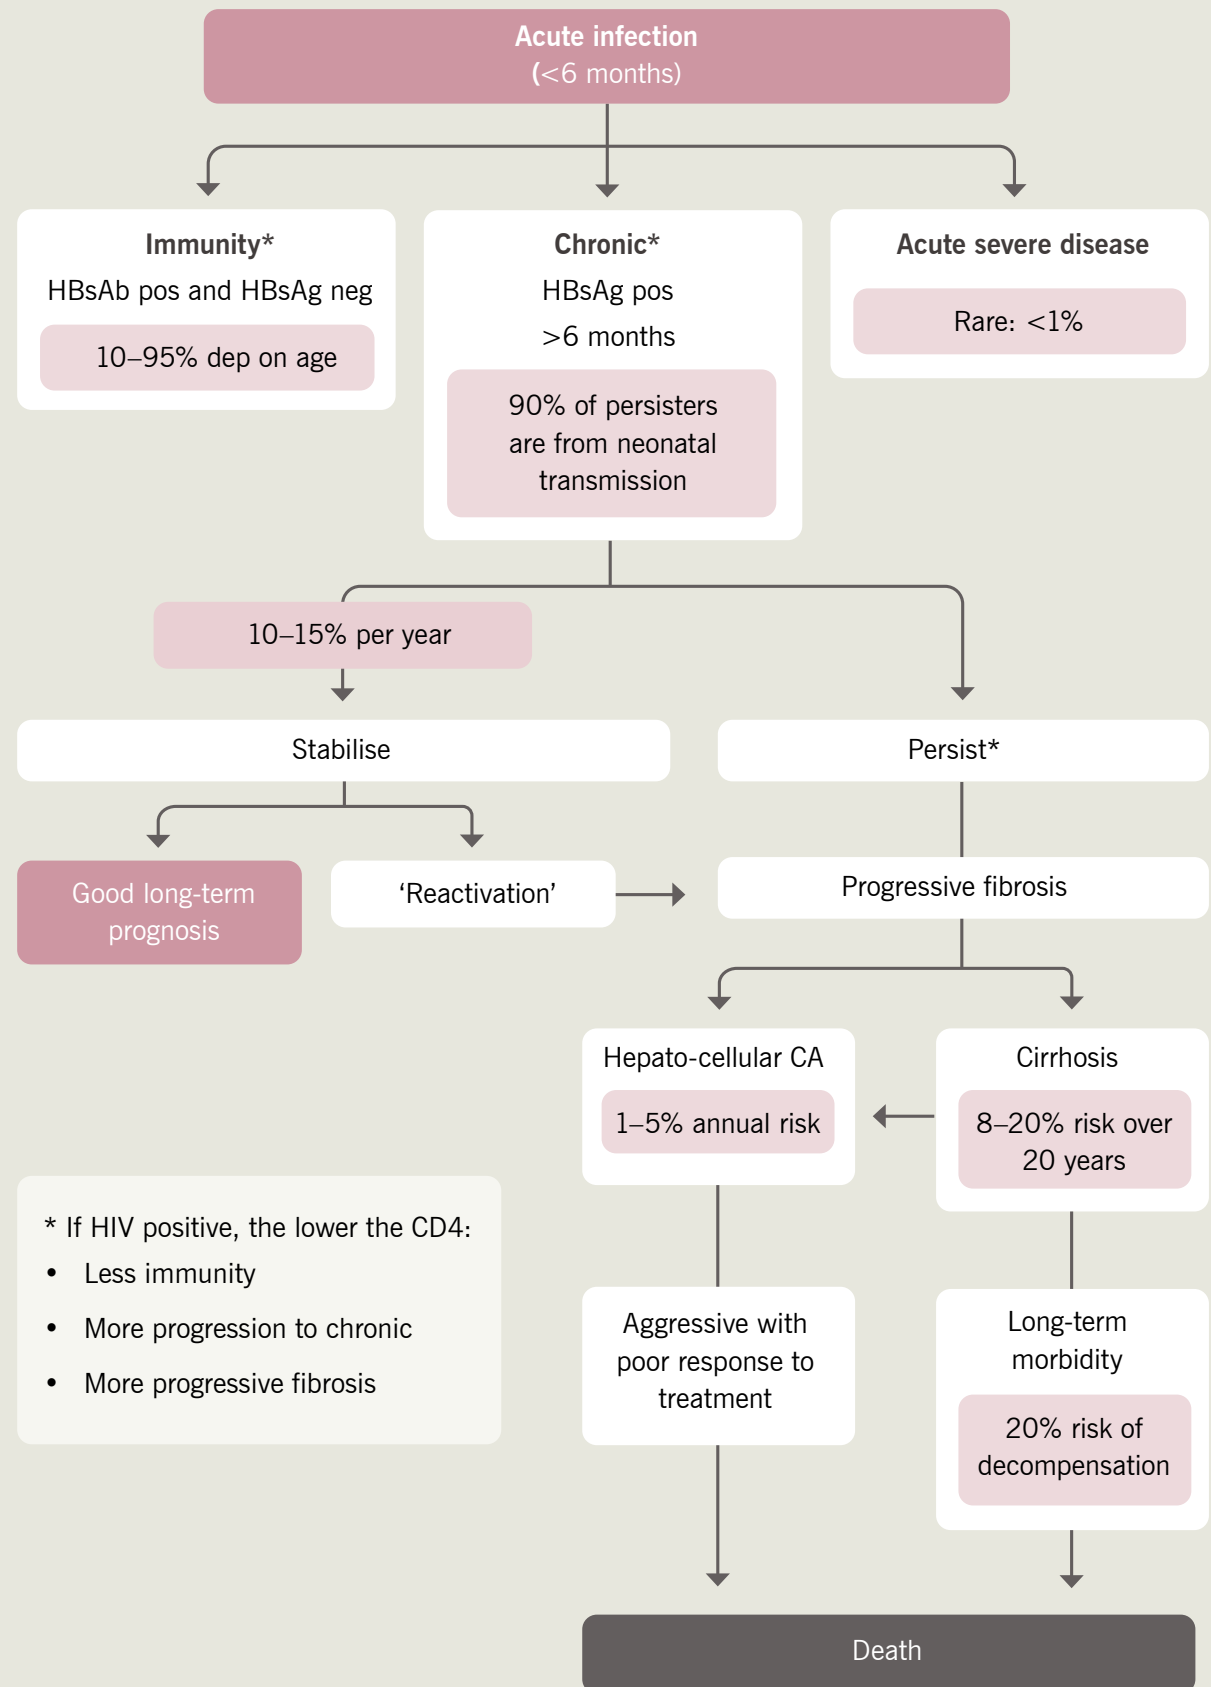 Acute infection
(<6 months)
Immunity*
HBsAb pos and HBsAg neg
10–95% dep on age
Chronic*
HBsAg pos
>6 months
90% of persisters
are from neonatal
transmission
Acute severe disease
Rare: <1%
10–15% per year
Stabilise
Persist*
Good long-term
prognosis
‘Reactivation’
Progressive fibrosis
Hepato-cellular CA
1–5% annual risk
Cirrhosis
8–20% risk over
20 years
* If HIV positive, the lower the CD4:
• Less immunity
• More progression to chronic
• More progressive fibrosis
Aggressive with
poor response to
treatment
Long-term
morbidity
20% risk of
decompensation
Death